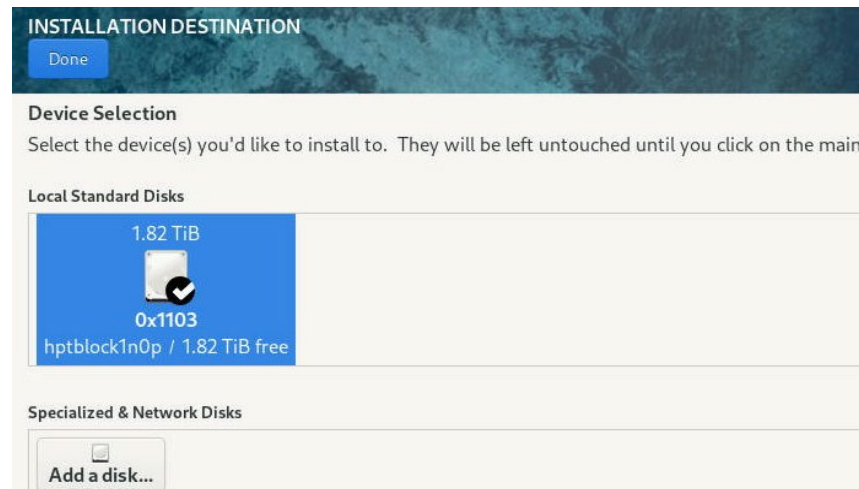 INSTALLATION DESTINATION
Done
Device Selection
Select the device(s) you'd like to install to.  They will be left untouched until you click on the main
Local Standard Disks
1.82 TiB
0x1103
hptblock1n0p / 1.82 TiB free
Specialized & Network Disks
Add a disk...